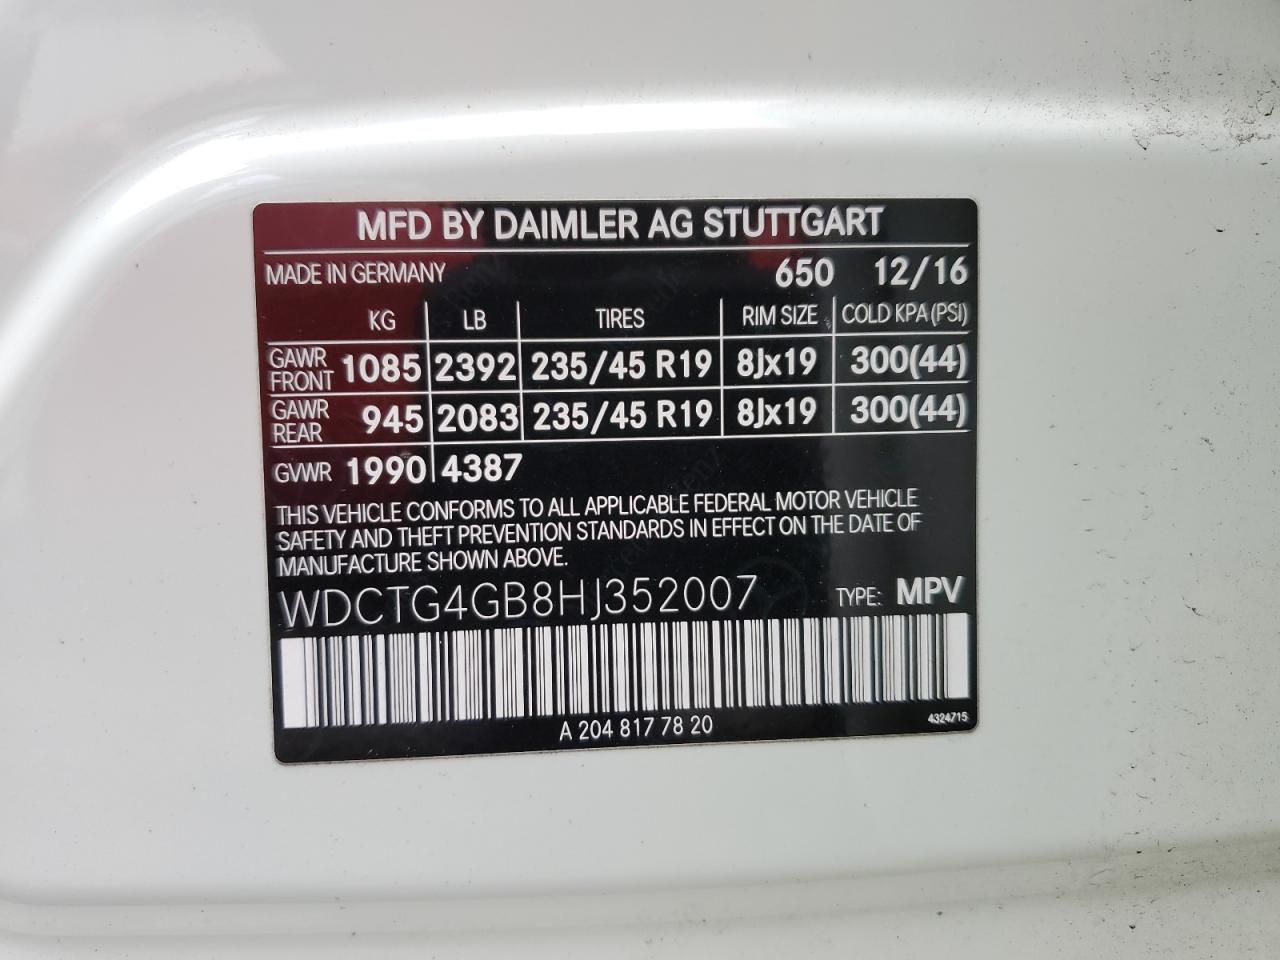 MFD BY DAIMLER AG STUTTGART
MADE IN GERMANY 650 12/16
KG LB TIRES RIM SIZE COLD KPA (PSI)
GAWR FRONT 1085 2392 235/45 R19 8Jx19 300(44)
GAWR REAR 945 2083 235/45 R19 8Jx19 300(44)
GVWR 1990 4387
THIS VEHICLE CONFORMS TO ALL APPLICABLE FEDERAL MOTOR VEHICLE
SAFETY AND THEFT PREVENTION STANDARDS IN EFFECT ON THE DATE OF
MANUFACTURE SHOWN ABOVE.
WDCTG4GB8HJ352007 TYPE: MPV
A 204 817 78 20 4324715